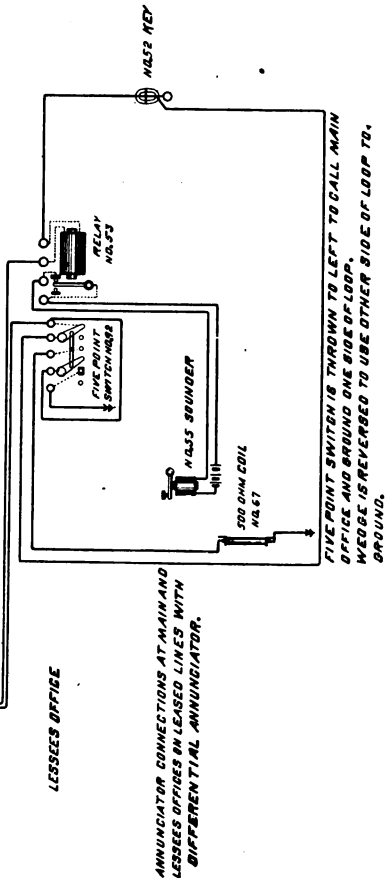 LESSEES OFFICE
FIVE POINT
SWITCH NO.92
RELAY
NO.53
NO.52 KEY
NO.55 SOUNDER
500 OHM COIL
NO.67
ANNUNCIATOR CONNECTIONS AT MAIN AND
LESSEES OFFICES ON LEASED LINES WITH
DIFFERENTIAL ANNUNCIATOR.
FIVE POINT SWITCH IS THROWN TO LEFT TO CALL MAIN
OFFICE AND GROUND ONE SIDE OF LOOP.
WEDGE IS REVERSED TO USE OTHER SIDE OF LOOP TO.
GROUND.